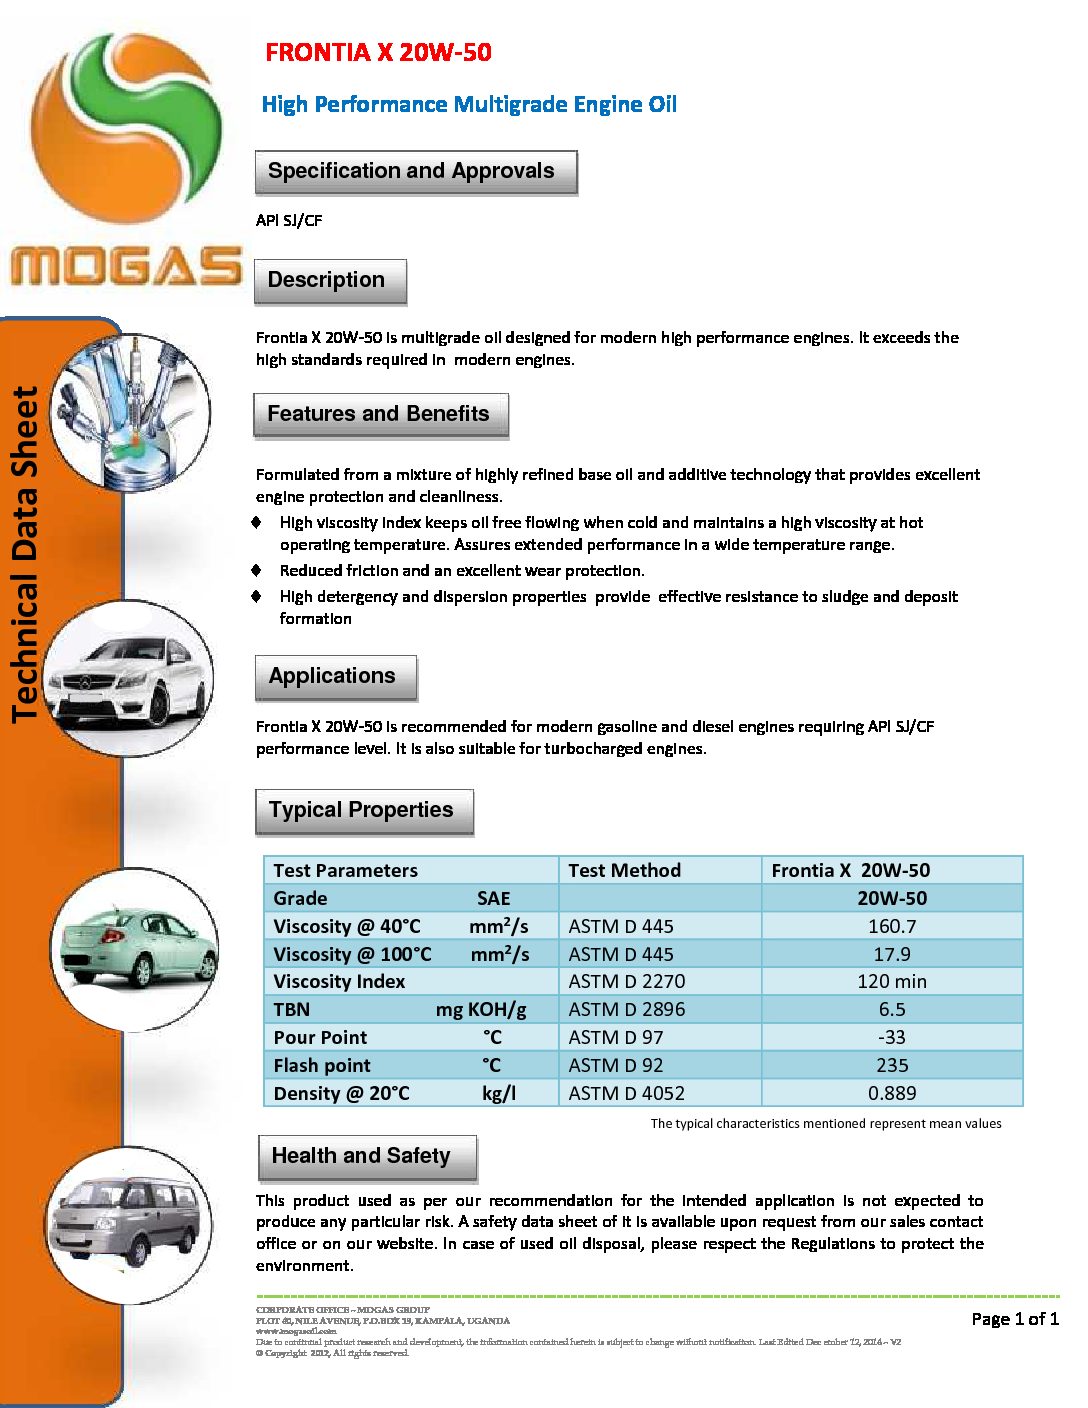 FRONTIA X 20W-50
High Performance Multigrade Engine Oil
Specification and Approvals
API SJ/CF
MOGAS
Description
Frontia X 20W-50 is multigrade oil designed for modern high performance engines. It exceeds the
high standards required in modern engines.
Technical Data Sheet
Features and Benefits
Formulated from a mixture of highly refined base oil and additive technology that provides excellent
engine protection and cleanliness.
♦ High viscosity index keeps oil free flowing when cold and maintains a high viscosity at hot
operating temperature. Assures extended performance in a wide temperature range.
♦ Reduced friction and an excellent wear protection.
♦ High detergency and dispersion properties provide effective resistance to sludge and deposit
formation
Applications
Frontia X 20W-50 is recommended for modern gasoline and diesel engines requiring API SJ/CF
performance level. It is also suitable for turbocharged engines.
Typical Properties
Test Parameters Test Method Frontia X 20W-50
Grade SAE 20W-50
Viscosity @ 40°C mm²/s ASTM D 445 160.7
Viscosity @ 100°C mm²/s ASTM D 445 17.9
Viscosity Index ASTM D 2270 120 min
TBN mg KOH/g ASTM D 2896 6.5
Pour Point °C ASTM D 97 -33
Flash point °C ASTM D 92 235
Density @ 20°C kg/l ASTM D 4052 0.889
The typical characteristics mentioned represent mean values
Health and Safety
This product used as per our recommendation for the intended application is not expected to
produce any particular risk. A safety data sheet of it is available upon request from our sales contact
office or on our website. In case of used oil disposal, please respect the Regulations to protect the
environment.
CORPORATE OFFICE – MOGAS GROUP
PLOT NILE AVENUE, P.O.BOX KAMPALA, UGANDA
www.mogasoil.com
Due to continual product research and development, the information contained herein is subject to change without notification. Last Edited Dec ember 12, – V2
© Copyright 2012, All rights reserved.
Page 1 of 1